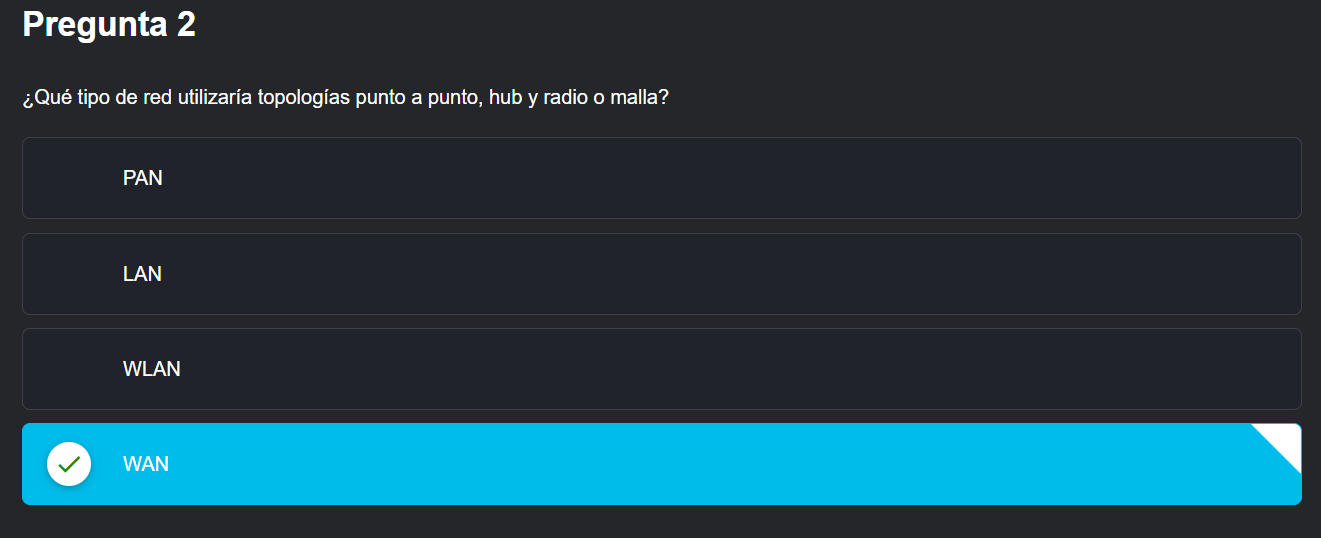 Pregunta 2
¿Qué tipo de red utilizaría topologías punto a punto, hub y radio o malla?
PAN
LAN
WLAN
WAN